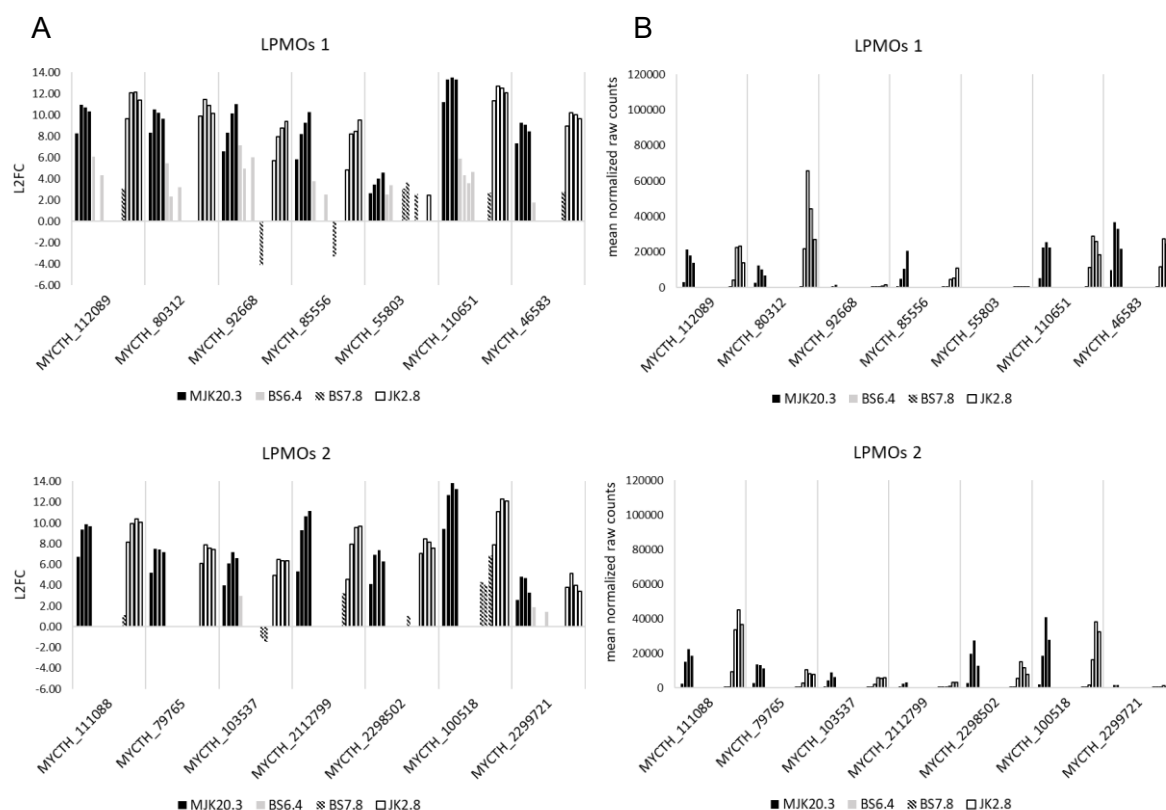 A
LPMOs 1
14.00
12.00
10.00
8.00
6.00
4.00
2.00
0.00
-2.00
-4.00
-6.00
L2FC
MYCTH_112089
MYCTH_80312
MYCTH_92668
MYCTH_85556
MYCTH_55803
MYCTH_110651
MYCTH_46583
MJK20.3 BS6.4 BS7.8 JK2.8
B
LPMOs 1
120000
100000
80000
60000
40000
20000
0
mean normalized raw counts
MYCTH_112089
MYCTH_80312
MYCTH_92668
MYCTH_85556
MYCTH_55803
MYCTH_110651
MYCTH_46583
MJK20.3 BS6.4 BS7.8 JK2.8
LPMOs 2
14.00
12.00
10.00
8.00
6.00
4.00
2.00
0.00
-2.00
-4.00
-6.00
L2FC
MYCTH_111088
MYCTH_79765
MYCTH_103537
MYCTH_2112799
MYCTH_2298502
MYCTH_100518
MYCTH_2299721
MJK20.3 BS6.4 BS7.8 JK2.8
LPMOs 2
120000
100000
80000
60000
40000
20000
0
mean normalized raw counts
MYCTH_111088
MYCTH_79765
MYCTH_103537
MYCTH_2112799
MYCTH_2298502
MYCTH_100518
MYCTH_2299721
MJK20.3 BS6.4 BS7.8 JK2.8